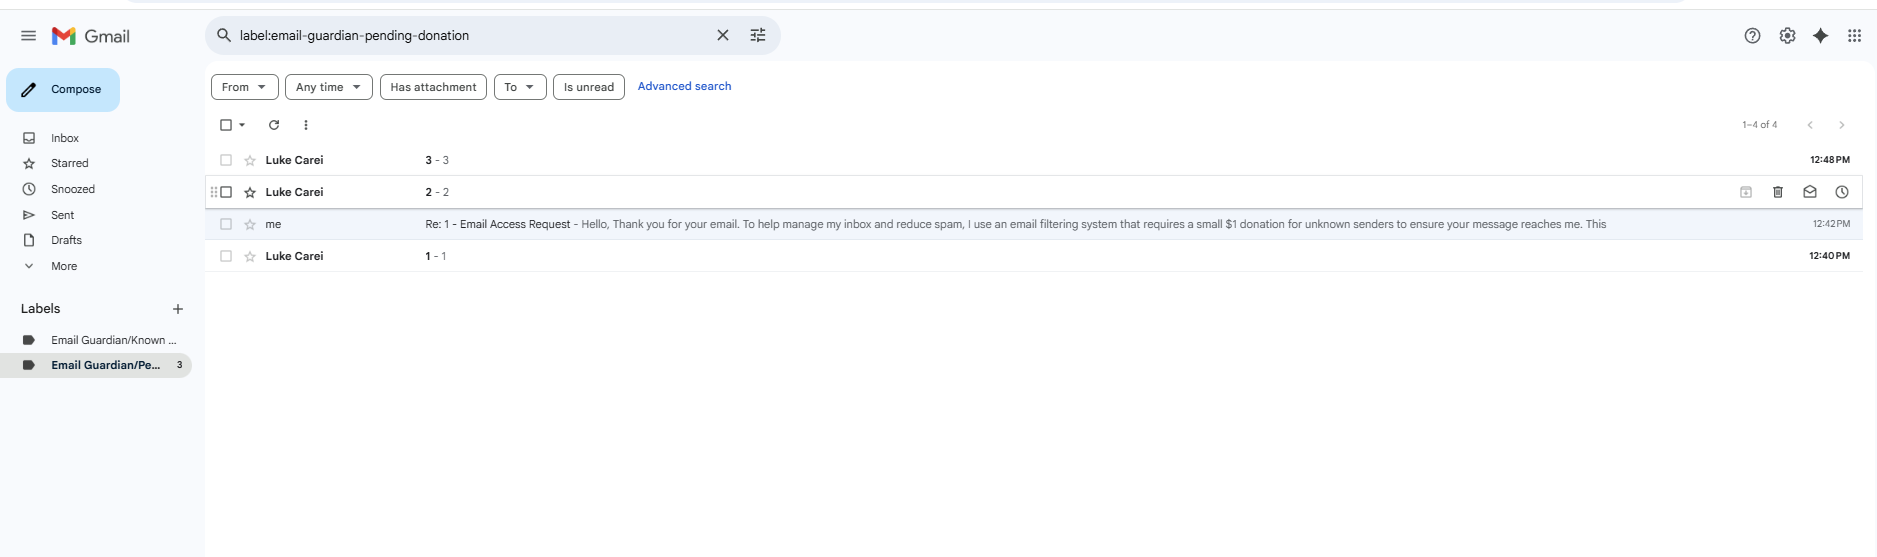 Gmail
label:email-guardian-pending-donation
Compose
From
Any time
Has attachment
To
Is unread
Advanced search
1–4 of 4
Inbox
Starred
Snoozed
Sent
Drafts
More
Labels
Email Guardian/Known ...
Email Guardian/Pe... 3
Luke Carei 3 - 3 12:48 PM
Luke Carei 2 - 2
me Re: 1 - Email Access Request - Hello, Thank you for your email. To help manage my inbox and reduce spam, I use an email filtering system that requires a small $1 donation for unknown senders to ensure your message reaches me. This 12:42 PM
Luke Carei 1 - 1 12:40 PM